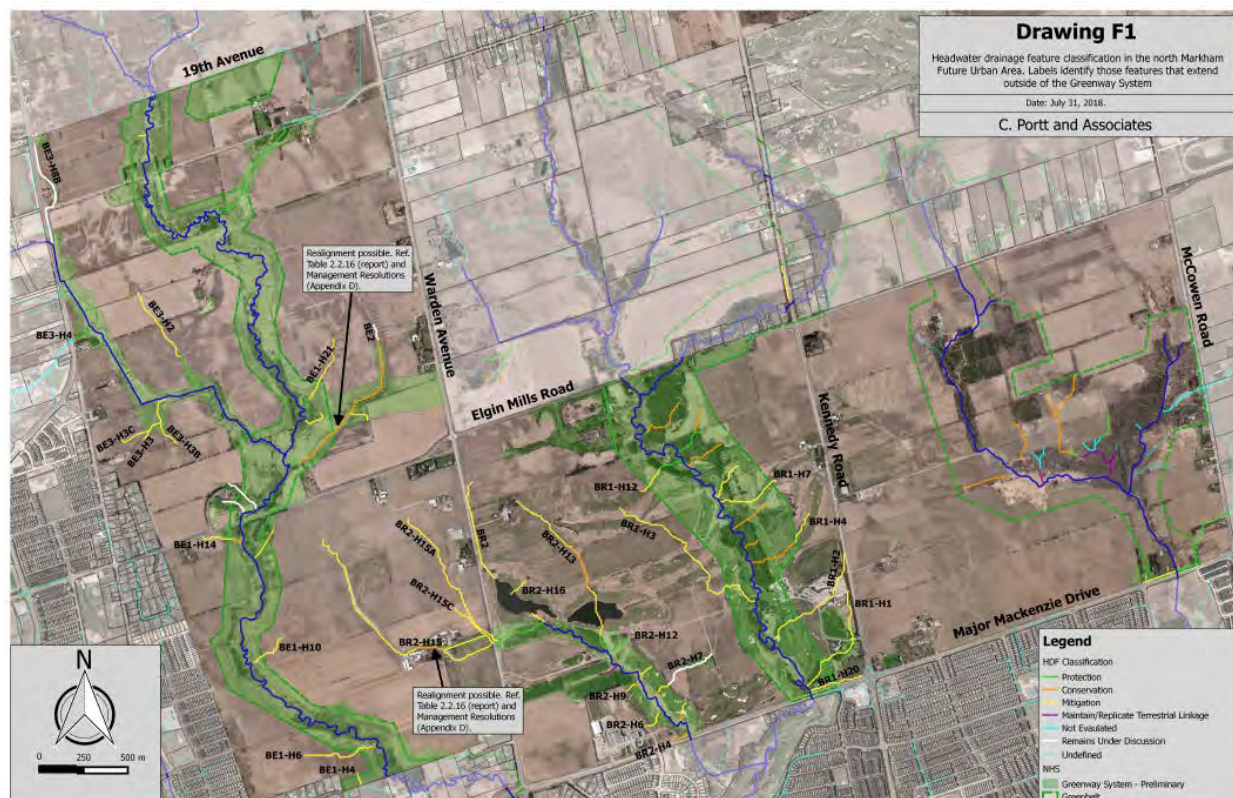 Drawing F1
Headwater drainage feature classification in the north Markham
Future Urban Area. Labels identify those features that extend
outside of the Greenway System
Date: July 31, 2018.
C. Portt and Associates
19th Avenue
BE3-H8B
Realignment possible. Ref.
Table 2.2.16 (report) and
Management Resolutions
(Appendix D).
Warden Avenue
McCowen Road
BE3-H4
BE3-H2
BE1-H21
BE2
Elgin Mills Road
Kennedy Road
BE3-H3C
BE3-H3
BE3-H3B
BR1-H12
BR1-H7
BE1-H14
BR2-H15A
BR2
BR2-H13
BR1-H3
BR1-H4
BR1-H2
BR2-H15C
BR2-H16
BR1-H1
BR2-H15
BR2-H12
Major Mackenzie Drive
BE1-H10
BR2-H7
BR1-H20
BR2-H9
Realignment possible. Ref.
Table 2.2.16 (report) and
Management Resolutions
(Appendix D).
BR2-H6
BR2-H4
BE1-H6
BE1-H4
N
0 250 500 m
Legend
HDF Classification
Protection
Conservation
Mitigation
Maintain/Replicate Terrestrial Linkage
Not Evaulated
Remains Under Discussion
Undefined
NHS
Greenway System - Preliminary
Greenbelt